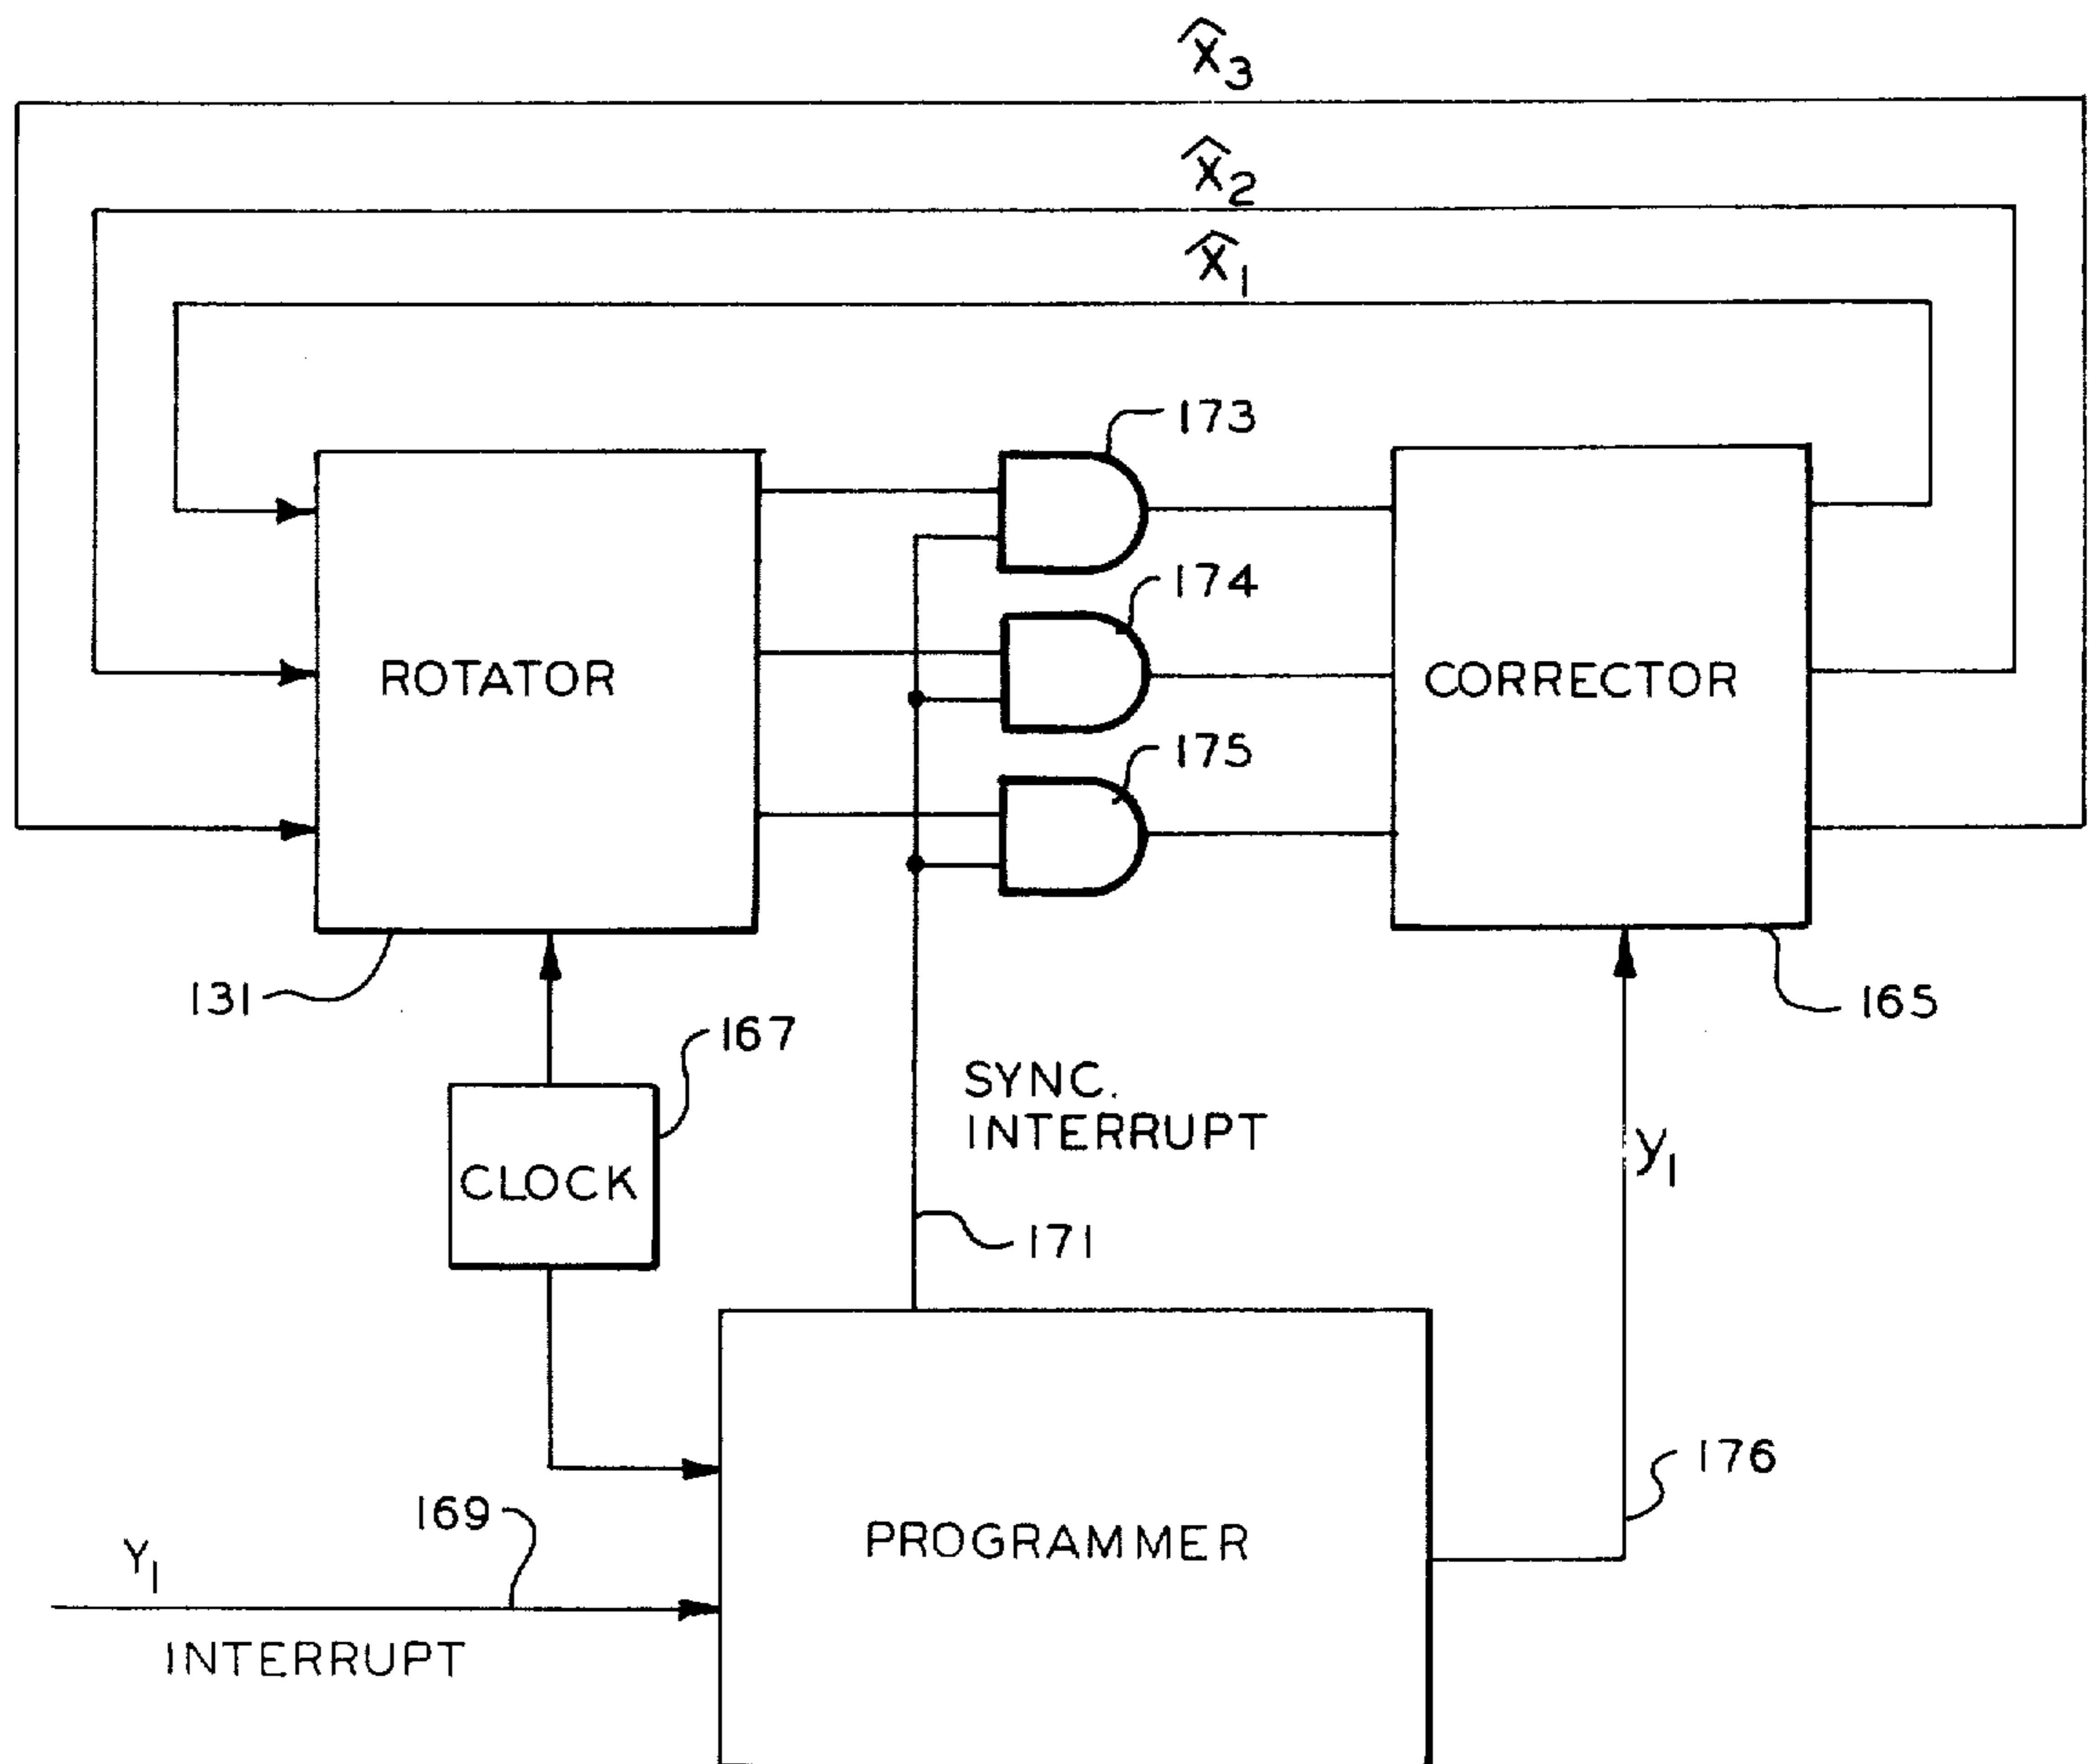 x̂3
x̂2
x̂1
173
174
ROTATOR
CORRECTOR
175
131
165
167
SYNC.
INTERRUPT
CLOCK
y1
171
176
169
PROGRAMMER
Y1
INTERRUPT